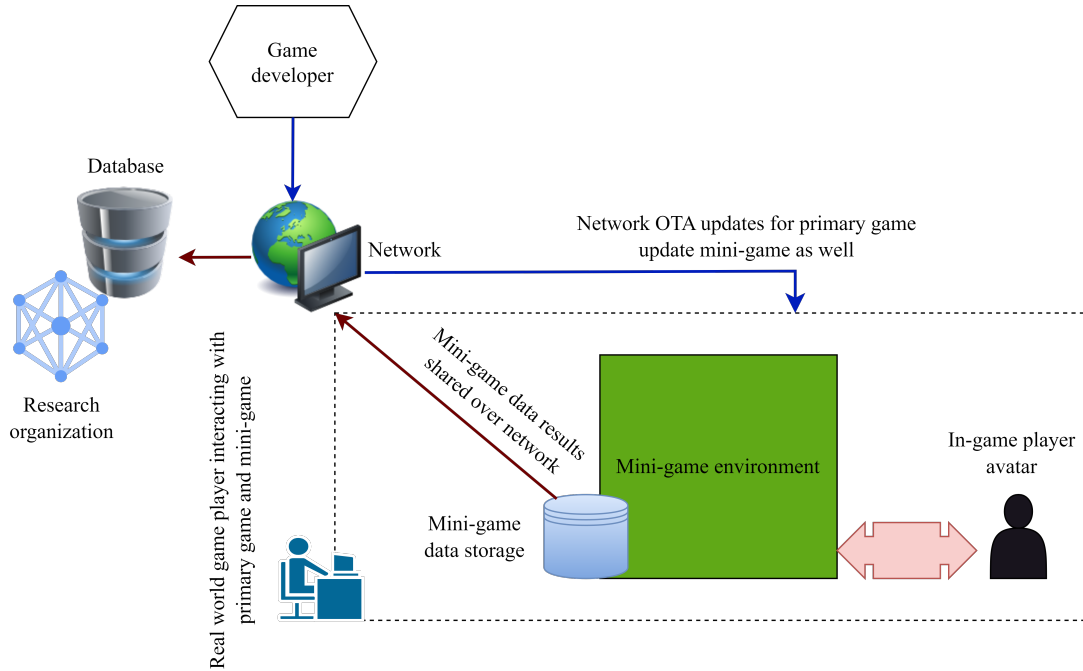 Game
developer
Database
Network
Network OTA updates for primary game
update mini-game as well
Research
organization
Real world game player interacting with
primary game and mini-game
Mini-game data results
shared over network
Mini-game environment
In-game player
avatar
Mini-game
data storage